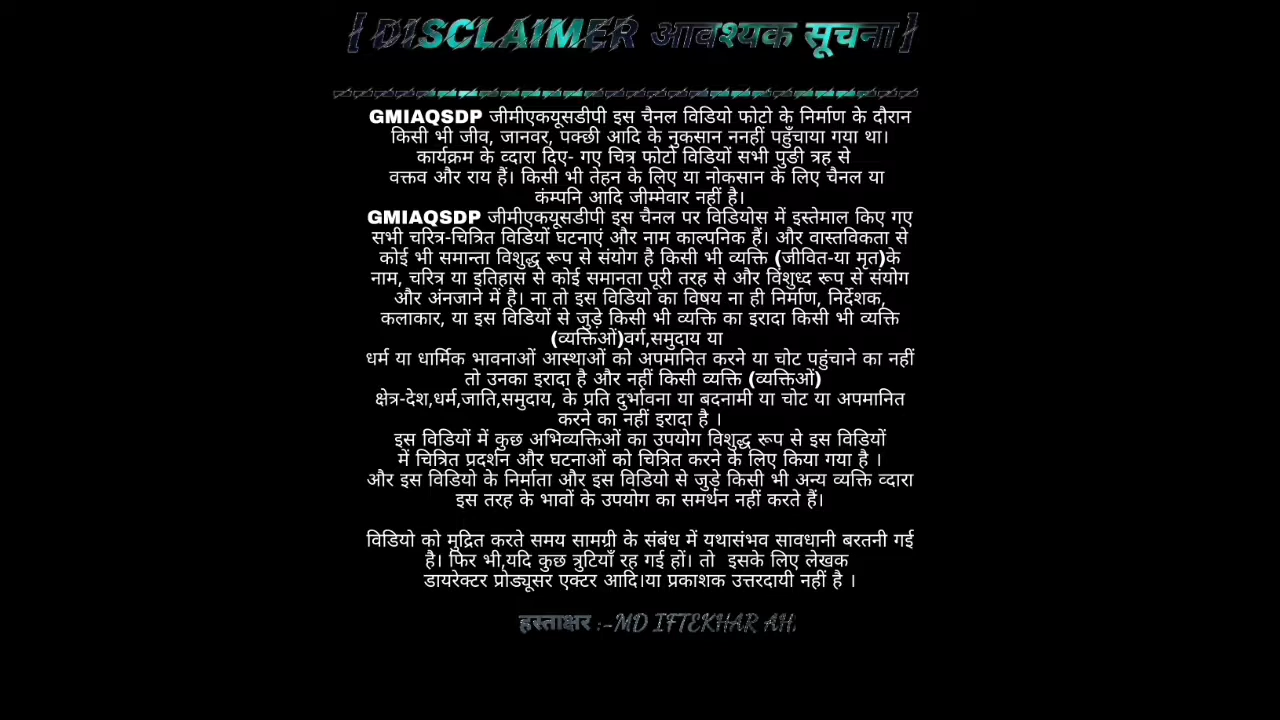 [ DISCLAIMER आवश्यक सूचना ]
GMIAQSDP जीमीएकयूसडीपी इस चैनल विडियो फोटो के निर्माण के दौरान
किसी भी जीव, जानवर, पक्छी आदि के नुकसान ननहीं पहुँचाया गया था।
कार्यक्रम के व्दारा दिए- गए चित्र फोटो विडियों सभी पुङी त्रह से
वक्तव और राय हैं। किसी भी तेहन के लिए या नोकसान के लिए चैनल या
कंम्पनि आदि जीम्मेवार नहीं है।
GMIAQSDP जीमीएकयूसडीपी इस चैनल पर विडियोस में इस्तेमाल किए गए
सभी चरित्र-चित्रित विडियों घटनाएं और नाम काल्पनिक हैं। और वास्तविकता से
कोई भी समान्ता विशुद्ध रूप से संयोग है किसी भी व्यक्ति (जीवित-या मृत)के
नाम, चरित्र या इतिहास से कोई समानता पूरी तरह से और विंशुध्द रूप से संयोग
और अंनजाने में है। ना तो इस विडियो का विषय ना ही निर्माण, निर्देशक,
कलाकार, या इस विडियों से जुड़े किसी भी व्यक्ति का इरादा किसी भी व्यक्ति
(व्यक्तिओं)वर्ग,समुदाय या
धर्म या धार्मिक भावनाओं आस्थाओं को अपमानित करने या चोट पहुंचाने का नहीं
तो उनका इरादा है और नहीं किसी व्यक्ति (व्यक्तिओं)
क्षेत्र-देश,धर्म,जाति,समुदाय, के प्रति दुर्भावना या बदनामी या चोट या अपमानित
करने का नहीं इरादा है ।
इस विडियों में कुछ अभिव्यक्तिओं का उपयोग विशुद्ध रूप से इस विडियों
में चित्रित प्रदर्शन और घटनाओं को चित्रित करने के लिए किया गया है ।
और इस विडियो के निर्माता और इस विडियो से जुड़े किसी भी अन्य व्यक्ति व्दारा
इस तरह के भावों के उपयोग का समर्थन नहीं करते हैं।
विडियो को मुद्रित करते समय सामग्री के संबंध में यथासंभव सावधानी बरतनी गई
है। फिर भी,यदि कुछ त्रुटियाँ रह गई हों। तो इसके लिए लेखक
डायरेक्टर प्रोड्यूसर एक्टर आदि।या प्रकाशक उत्तरदायी नहीं है ।
हस्ताक्षर :-MD IFTEKHAR AH.